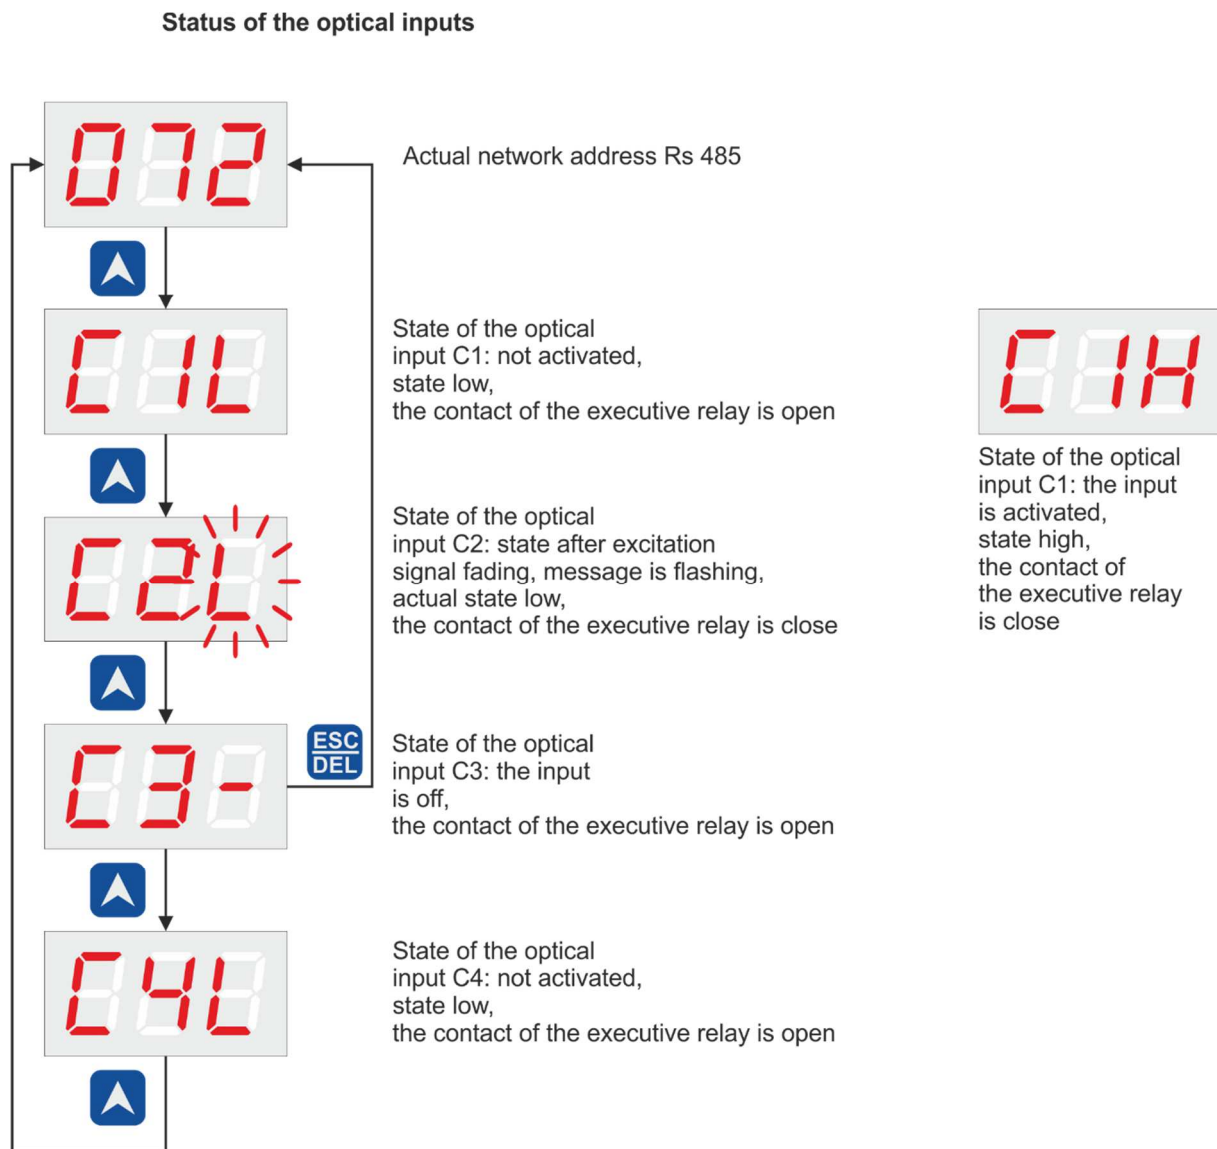 Status of the optical inputs
072
Actual network address Rs 485
C1L
State of the optical
input C1: not activated,
state low,
the contact of the executive relay is open
C1H
State of the optical
input C1: the input
is activated,
state high,
the contact of
the executive relay
is close
C2L
State of the optical
input C2: state after excitation
signal fading, message is flashing,
actual state low,
the contact of the executive relay is close
C3-
ESC
DEL
State of the optical
input C3: the input
is off,
the contact of the executive relay is open
C4L
State of the optical
input C4: not activated,
state low,
the contact of the executive relay is open